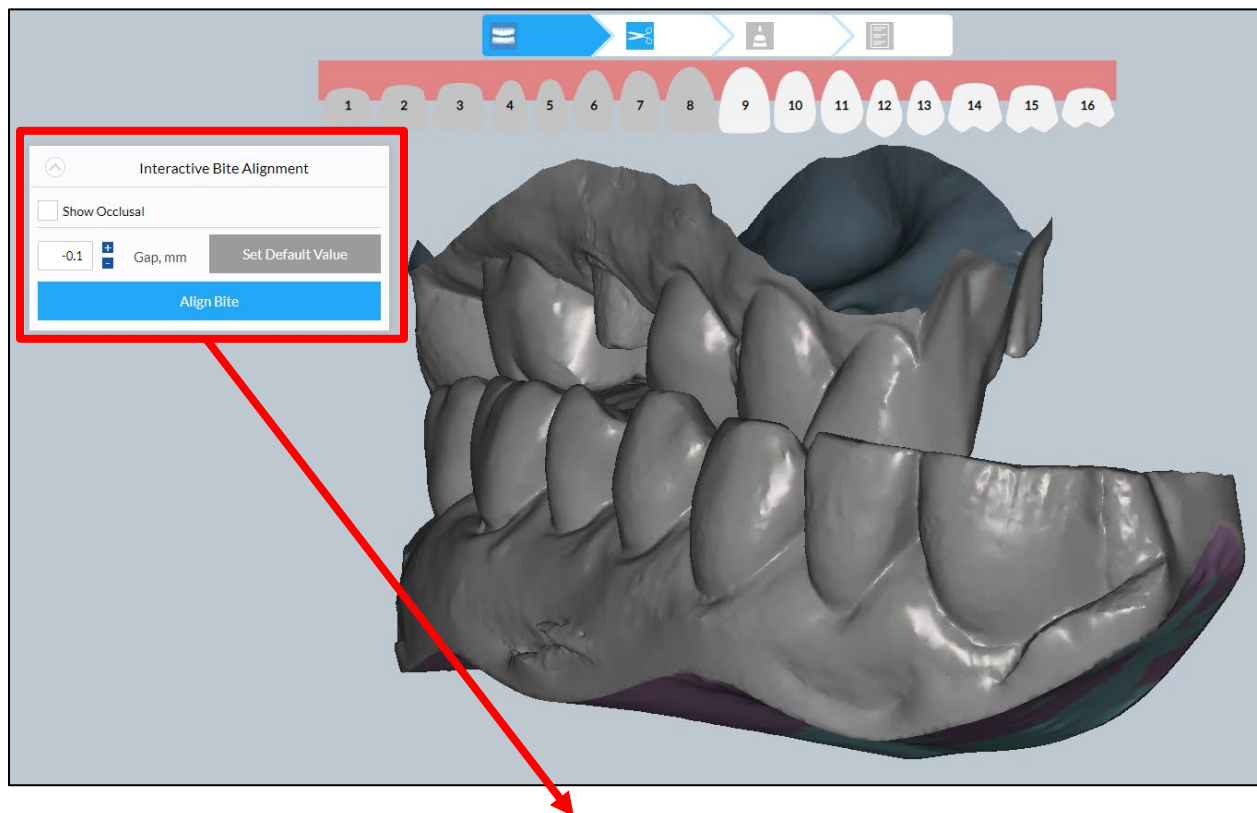 1 2 3 4 5 6 7 8 9 10 11 12 13 14 15 16
Interactive Bite Alignment
Show Occlusal
-0.1 + - Gap, mm Set Default Value
Align Bite